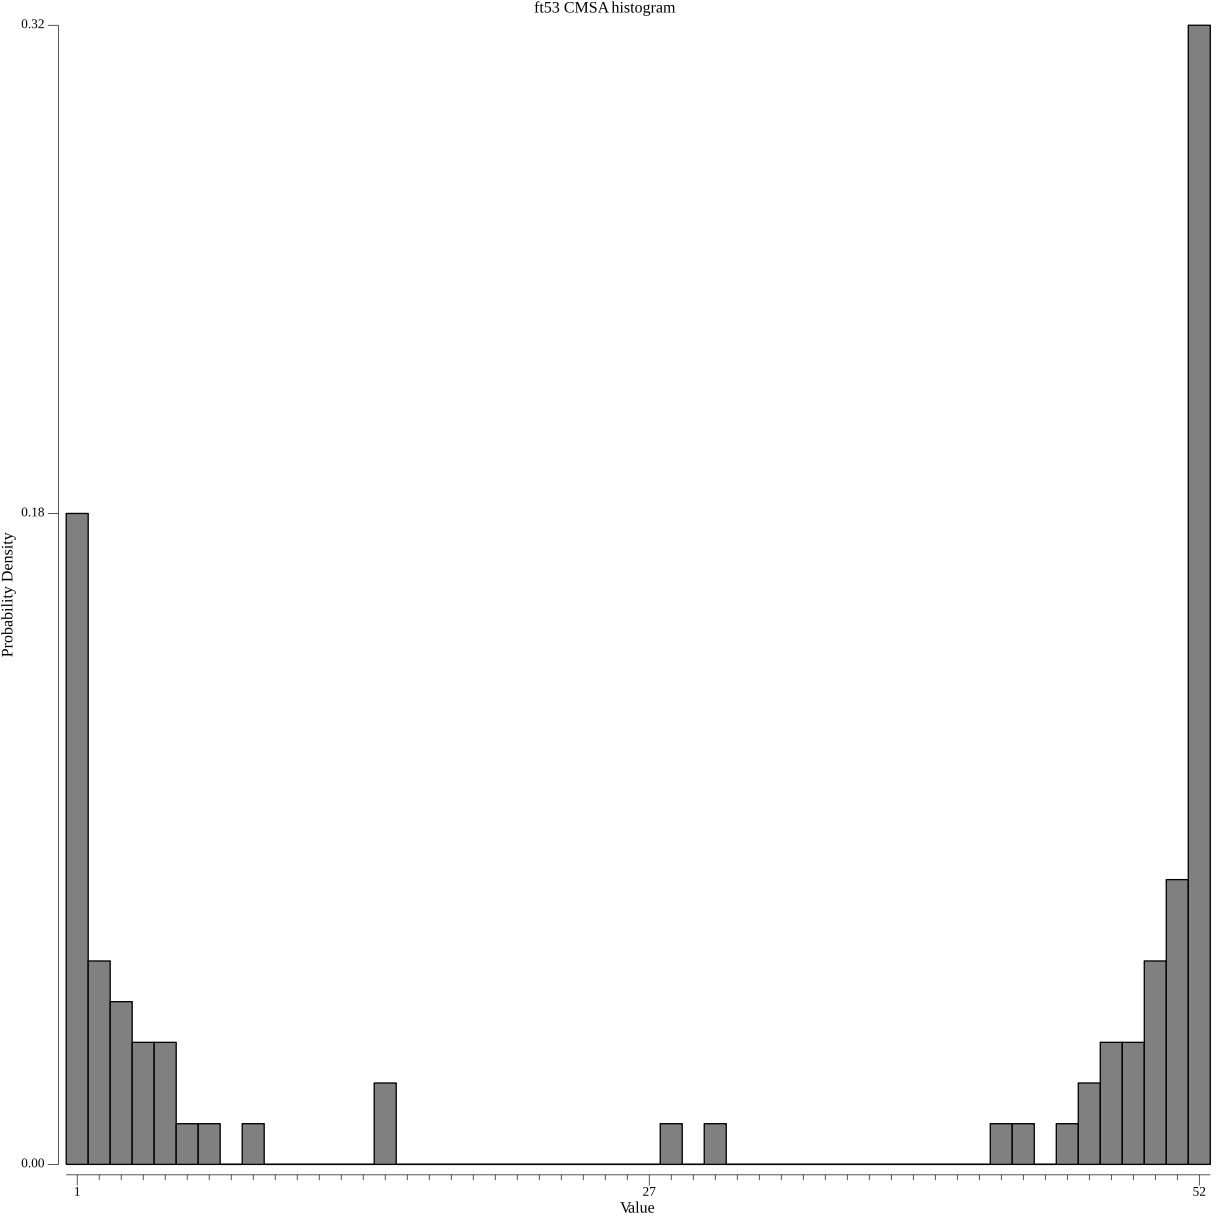 ft53 CMSA histogram
0.32
0.18
Probability Density
0.00
1 27 52
Value